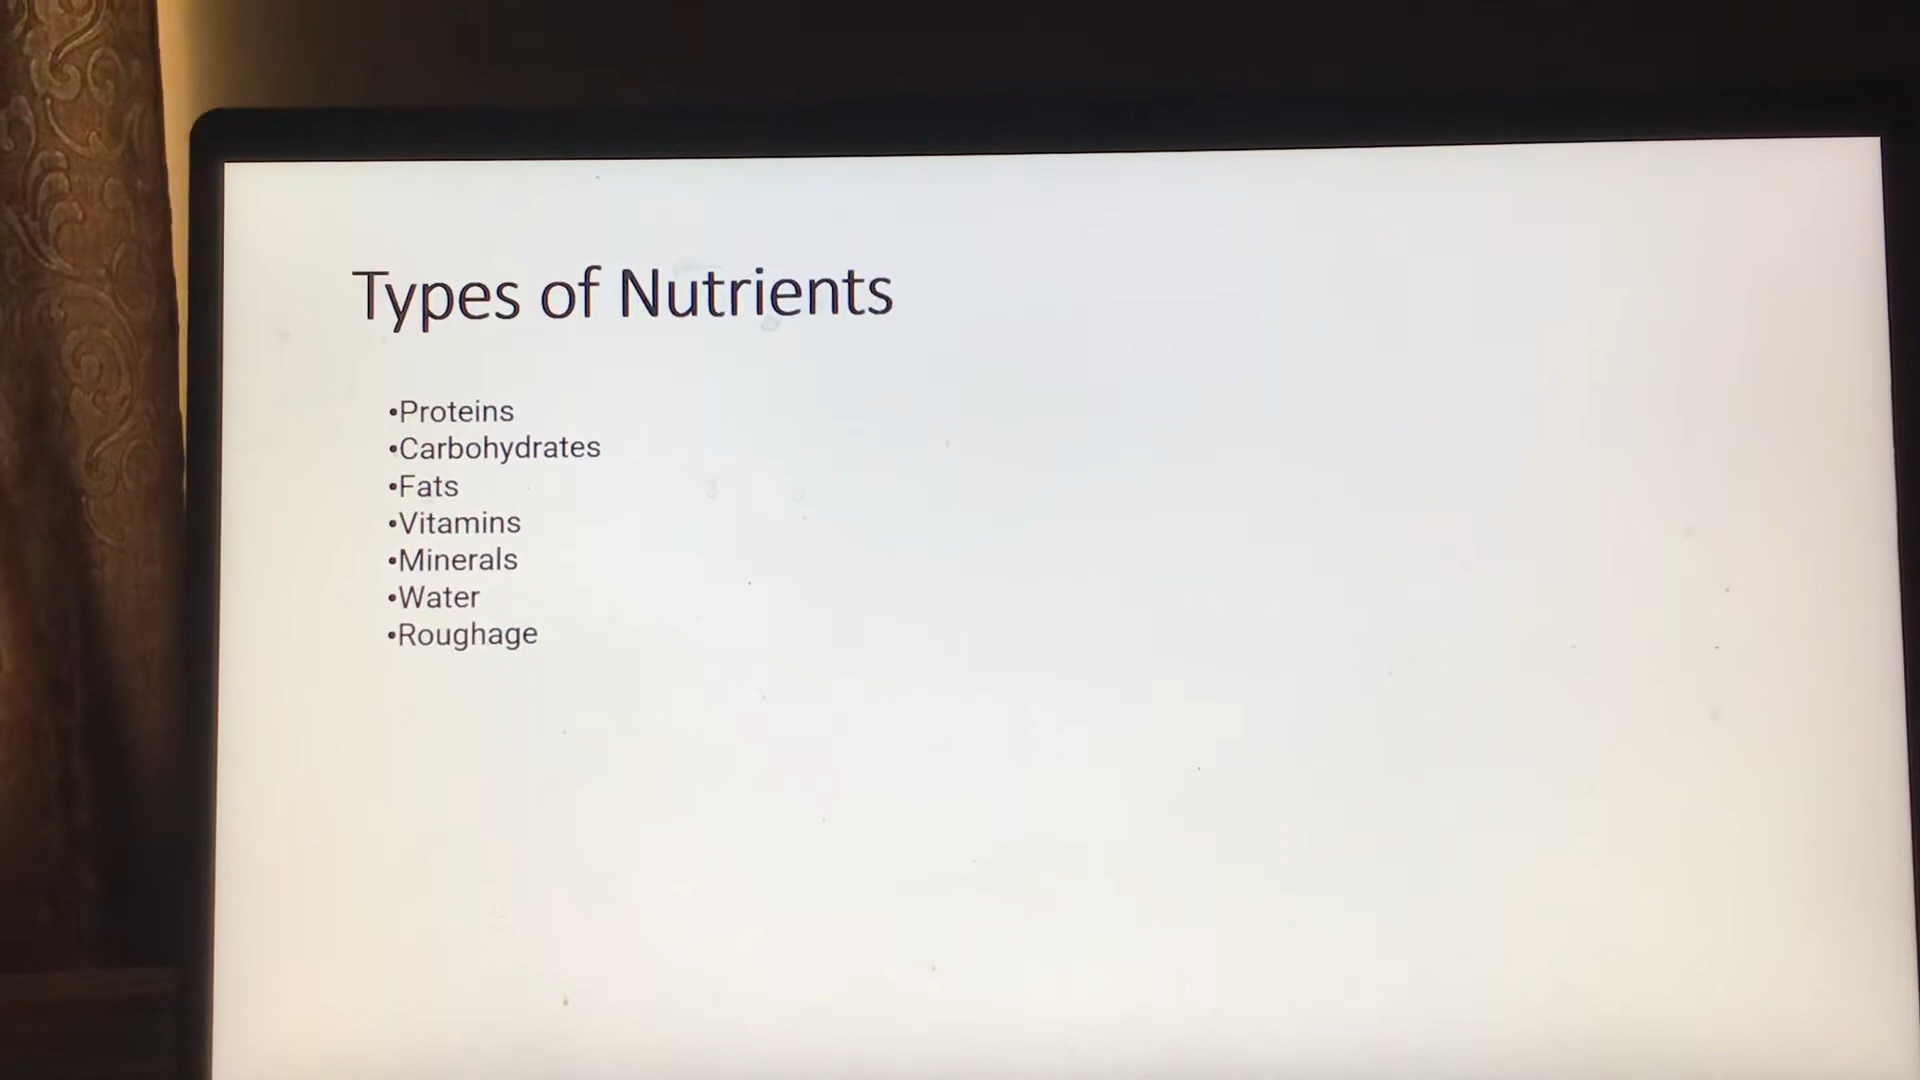 Types of Nutrients
•Proteins
•Carbohydrates
•Fats
•Vitamins
•Minerals
•Water
•Roughage